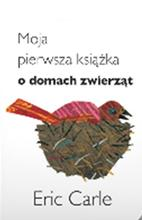 Moja
pierwsza książka
o domach zwierząt
Eric Carle